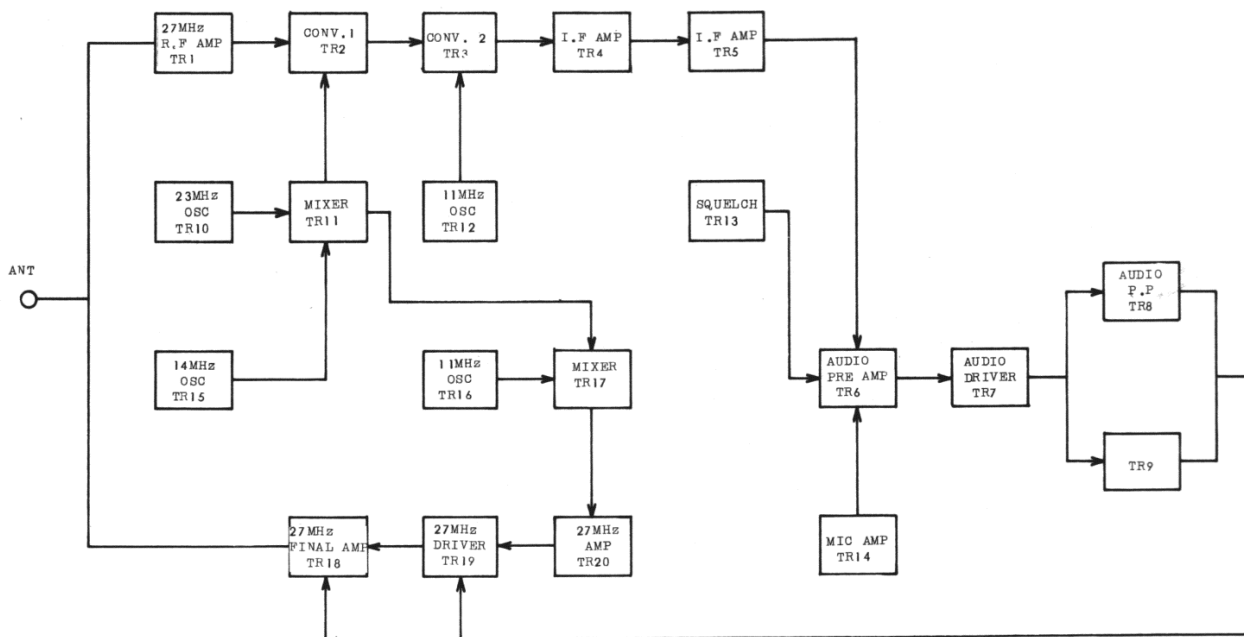 27MHz
R.F AMP
TR1
CONV.1
TR2
CONV. 2
TR3
I.F AMP
TR4
I.F AMP
TR5
23MHz
OSC
TR10
MIXER
TR11
11MHz
OSC
TR12
SQUELCH
TR13
ANT
AUDIO
P.P
TR8
14MHz
OSC
TR15
11MHz
OSC
TR16
MIXER
TR17
AUDIO
PRE AMP
TR6
AUDIO
DRIVER
TR7
TR9
27MHz
FINAL AMP
TR18
27MHz
DRIVER
TR19
27MHz
AMP
TR20
MIC AMP
TR14